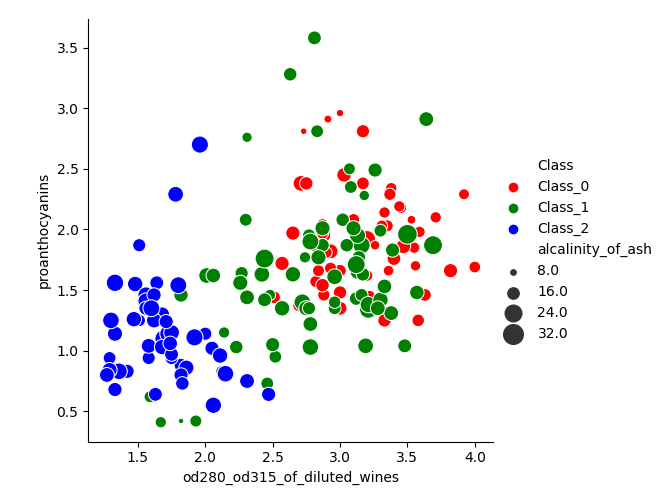 3.5
3.0
2.5
2.0
1.5
1.0
0.5
proanthocyanins
1.5
2.0
2.5
3.0
3.5
4.0
od280_od315_of_diluted_wines
Class
Class_0
Class_1
Class_2
alcalinity_of_ash
8.0
16.0
24.0
32.0